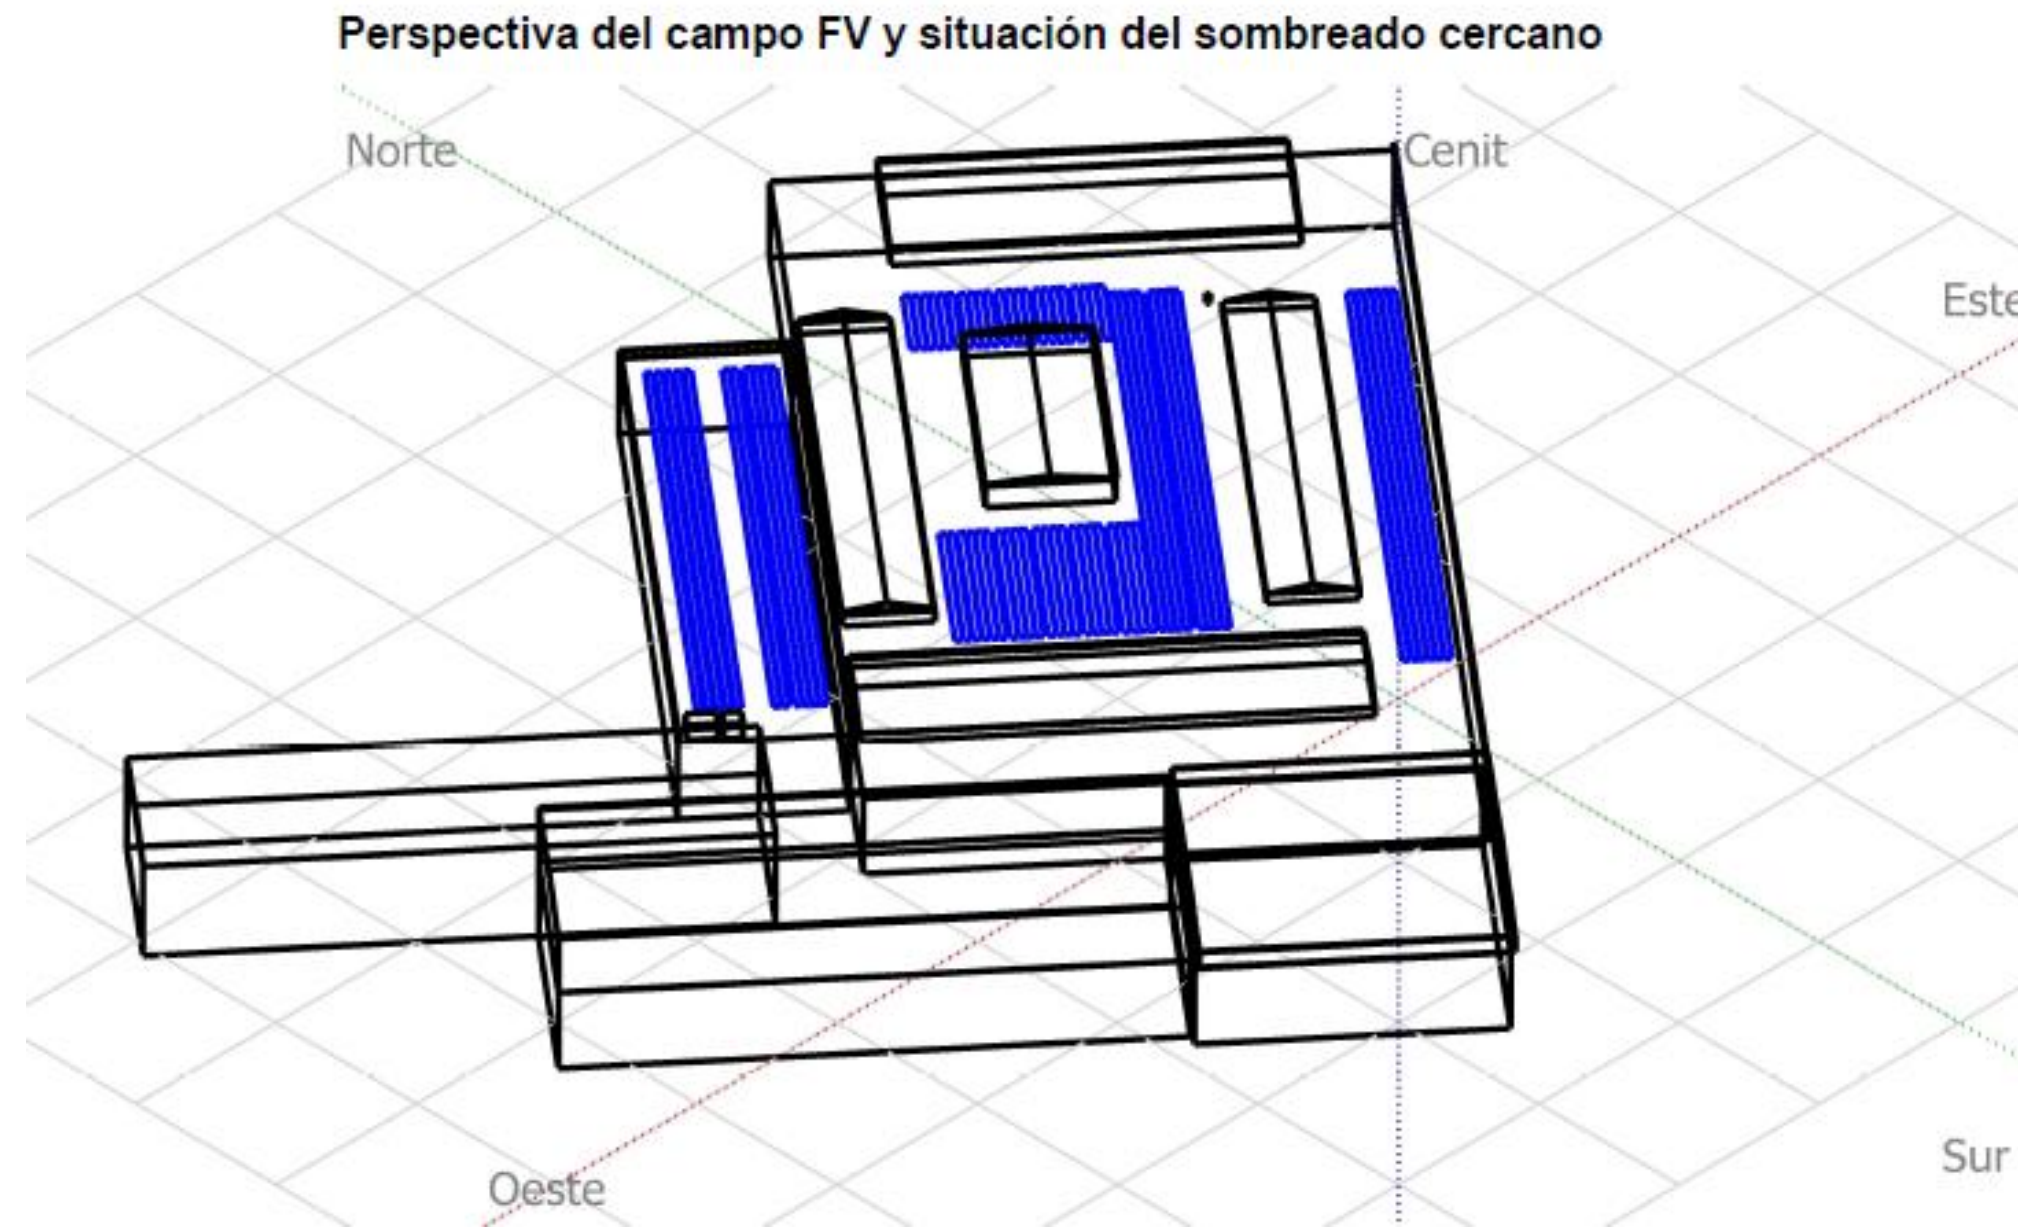 Perspectiva del campo FV y situación del sombreado cercano
Norte
Cenit
Este
Oeste
Sur